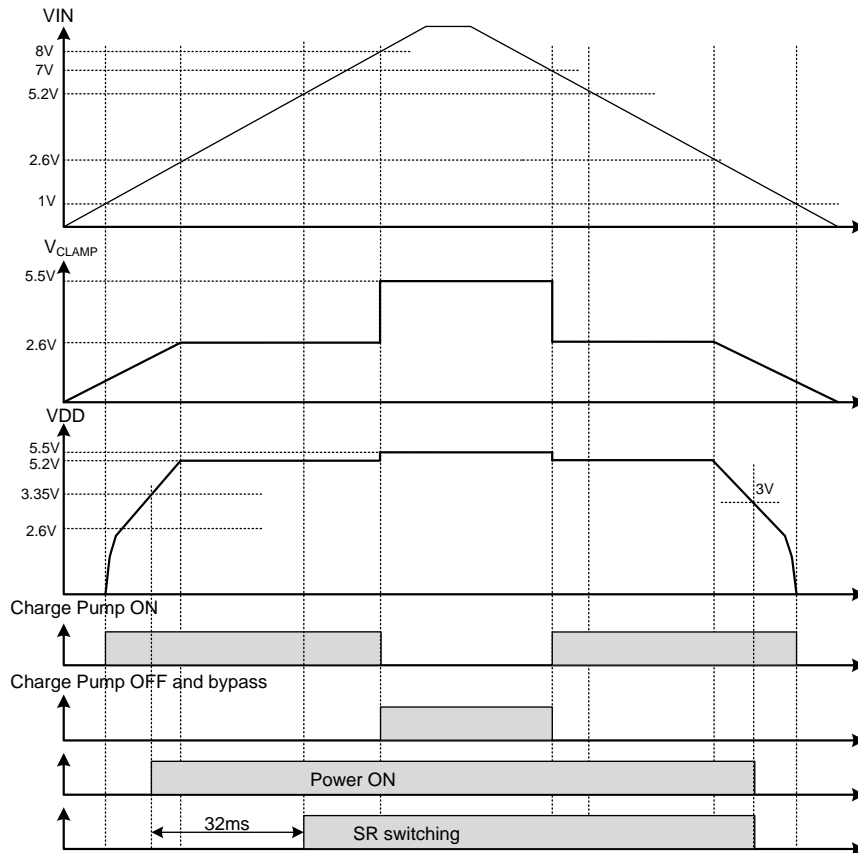 VIN
8V
7V
5.2V
2.6V
1V
VCLAMP
5.5V
2.6V
VDD
5.5V
5.2V
3.35V
3V
2.6V
Charge Pump ON
Charge Pump OFF and bypass
Power ON
32ms
SR switching